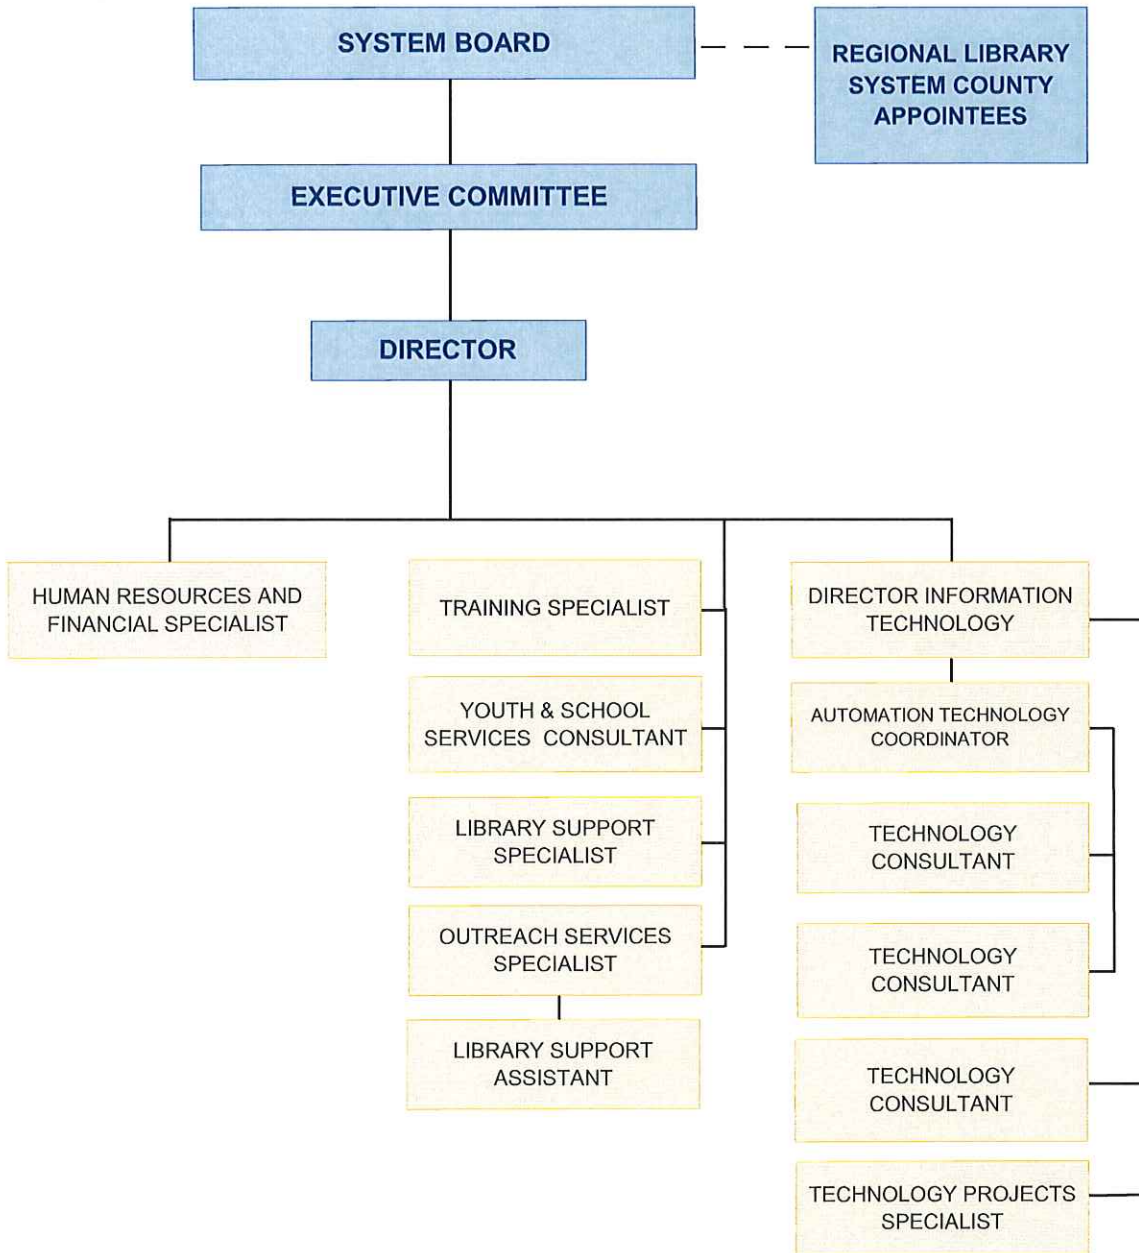 SYSTEM BOARD
REGIONAL LIBRARY
SYSTEM COUNTY
APPOINTEES
EXECUTIVE COMMITTEE
DIRECTOR
HUMAN RESOURCES AND
FINANCIAL SPECIALIST
TRAINING SPECIALIST
YOUTH & SCHOOL
SERVICES CONSULTANT
LIBRARY SUPPORT
SPECIALIST
OUTREACH SERVICES
SPECIALIST
LIBRARY SUPPORT
ASSISTANT
DIRECTOR INFORMATION
TECHNOLOGY
AUTOMATION TECHNOLOGY
COORDINATOR
TECHNOLOGY
CONSULTANT
TECHNOLOGY
CONSULTANT
TECHNOLOGY
CONSULTANT
TECHNOLOGY PROJECTS
SPECIALIST